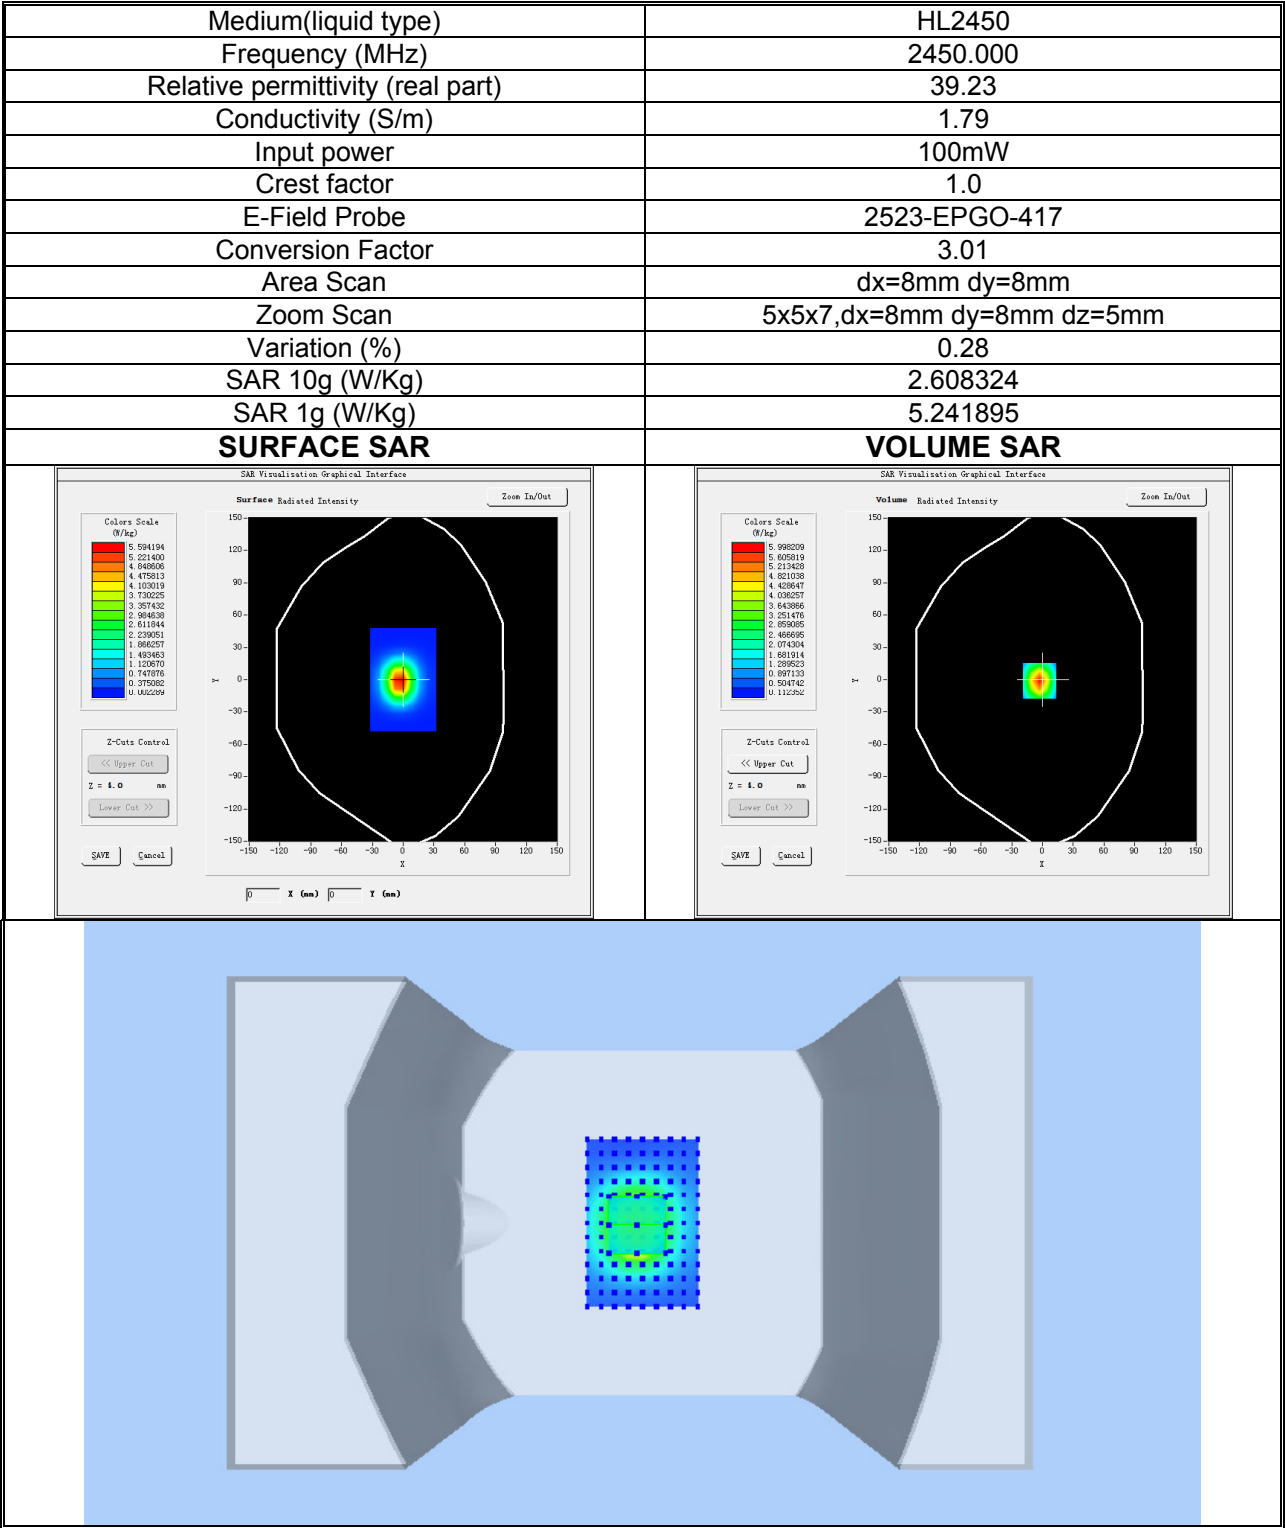 Medium(liquid type) HL2450
Frequency (MHz) 2450.000
Relative permittivity (real part) 39.23
Conductivity (S/m) 1.79
Input power 100mW
Crest factor 1.0
E-Field Probe 2523-EPGO-417
Conversion Factor 3.01
Area Scan dx=8mm dy=8mm
Zoom Scan 5x5x7,dx=8mm dy=8mm dz=5mm
Variation (%) 0.28
SAR 10g (W/Kg) 2.608324
SAR 1g (W/Kg) 5.241895
SURFACE SAR VOLUME SAR
SAR Visualisation Graphical Interface
Surface Radiated Intensity
Zoom In/Out
Colors Scale
(W/kg)
5.594194
5.221400
4.848606
4.475813
4.103019
3.730225
3.357432
2.984638
2.611844
2.239051
1.866257
1.493463
1.120670
0.747876
0.375082
0.002289
150
120
90
60
30
0
-30
-60
-90
-120
-150
Y
-150 -120 -90 -60 -30 0 30 60 90 120 150
X
Z-Cuts Control
<< Upper Cut
Z = 4.0 mm
Lower Cut >>
SAVE Cancel
0 X (mm) 0 Y (mm)
SAR Visualisation Graphical Interface
Volume Radiated Intensity
Zoom In/Out
Colors Scale
(W/kg)
5.998209
5.605819
5.213428
4.821038
4.428647
4.036257
3.643866
3.251476
2.859085
2.466695
2.074304
1.681914
1.289523
0.897133
0.504742
0.112352
150
120
90
60
30
0
-30
-60
-90
-120
-150
Y
-150 -120 -90 -60 -30 0 30 60 90 120 150
X
Z-Cuts Control
<< Upper Cut
Z = 4.0 mm
Lower Cut >>
SAVE Cancel